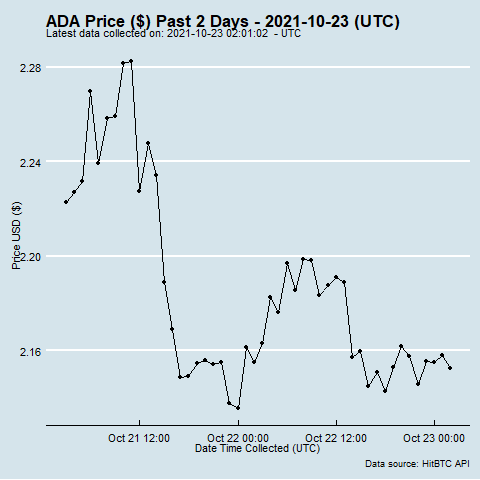 ADA Price ($) Past 2 Days - 2021-10-23 (UTC)
Latest data collected on: 2021-10-23 02:01:02 - UTC
2.28
2.24
2.20
2.16
Price USD ($)
Oct 21 12:00
Oct 22 00:00
Oct 22 12:00
Oct 23 00:00
Date Time Collected (UTC)
Data source: HitBTC API